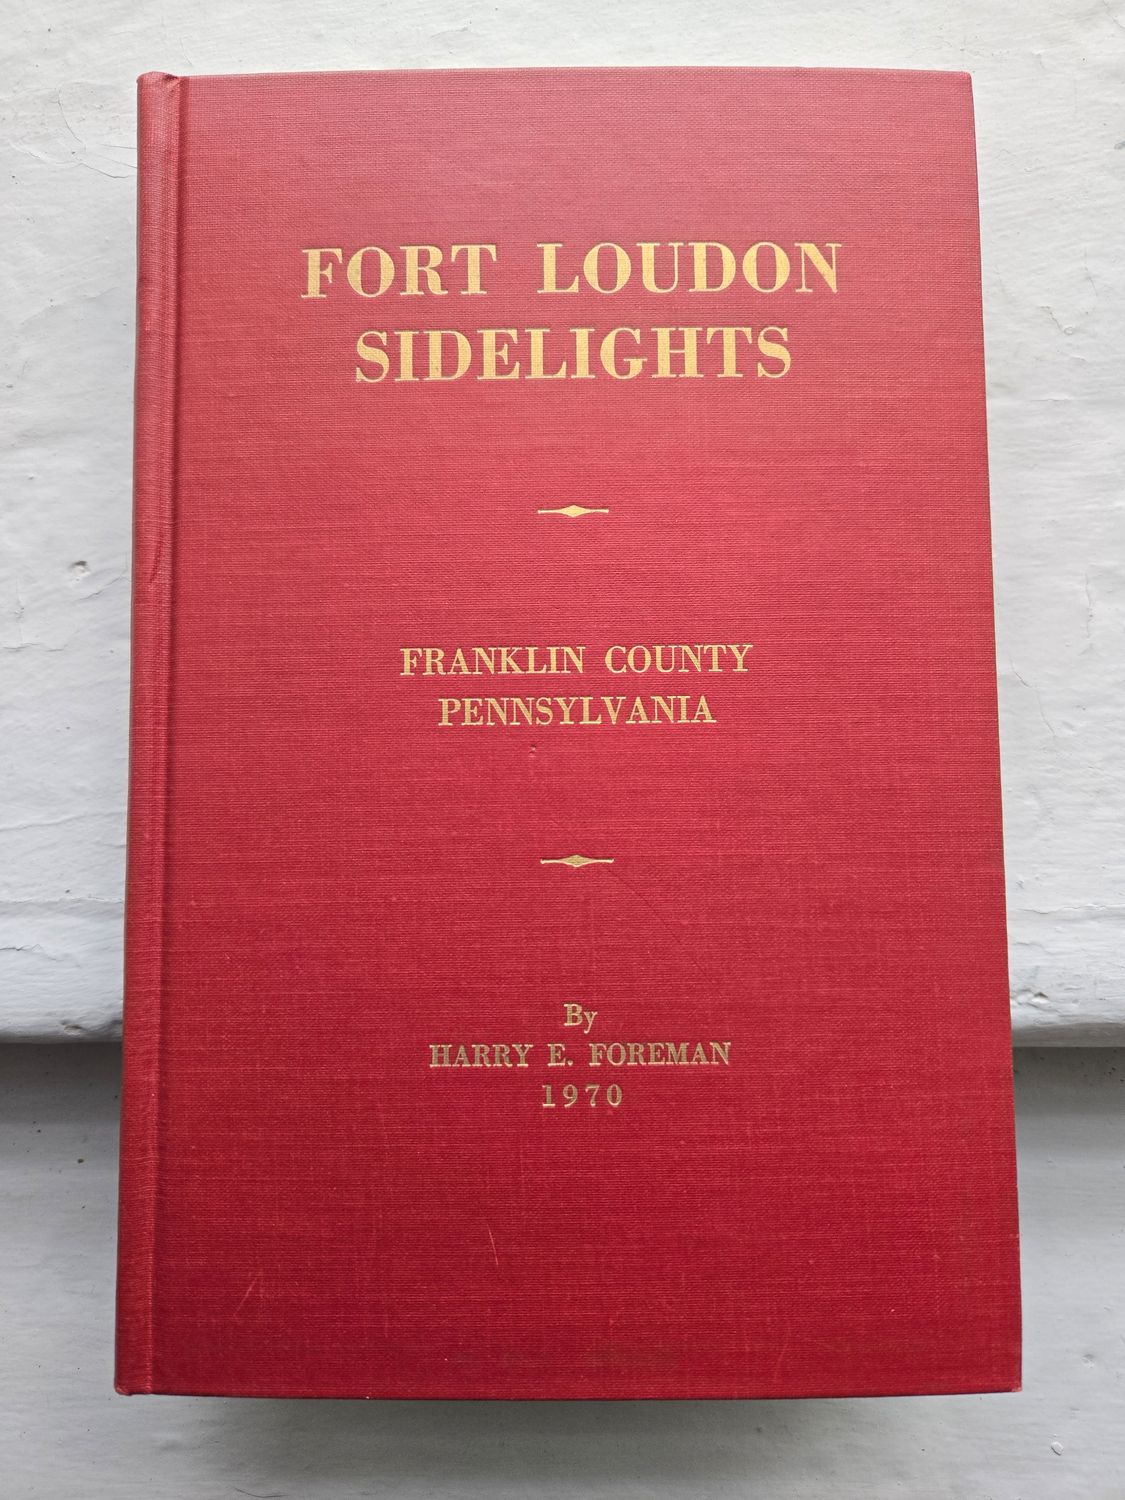 FORT LOUDON
SIDELIGHTS
FRANKLIN COUNTY
PENNSYLVANIA
By
HARRY E. FOREMAN
1970